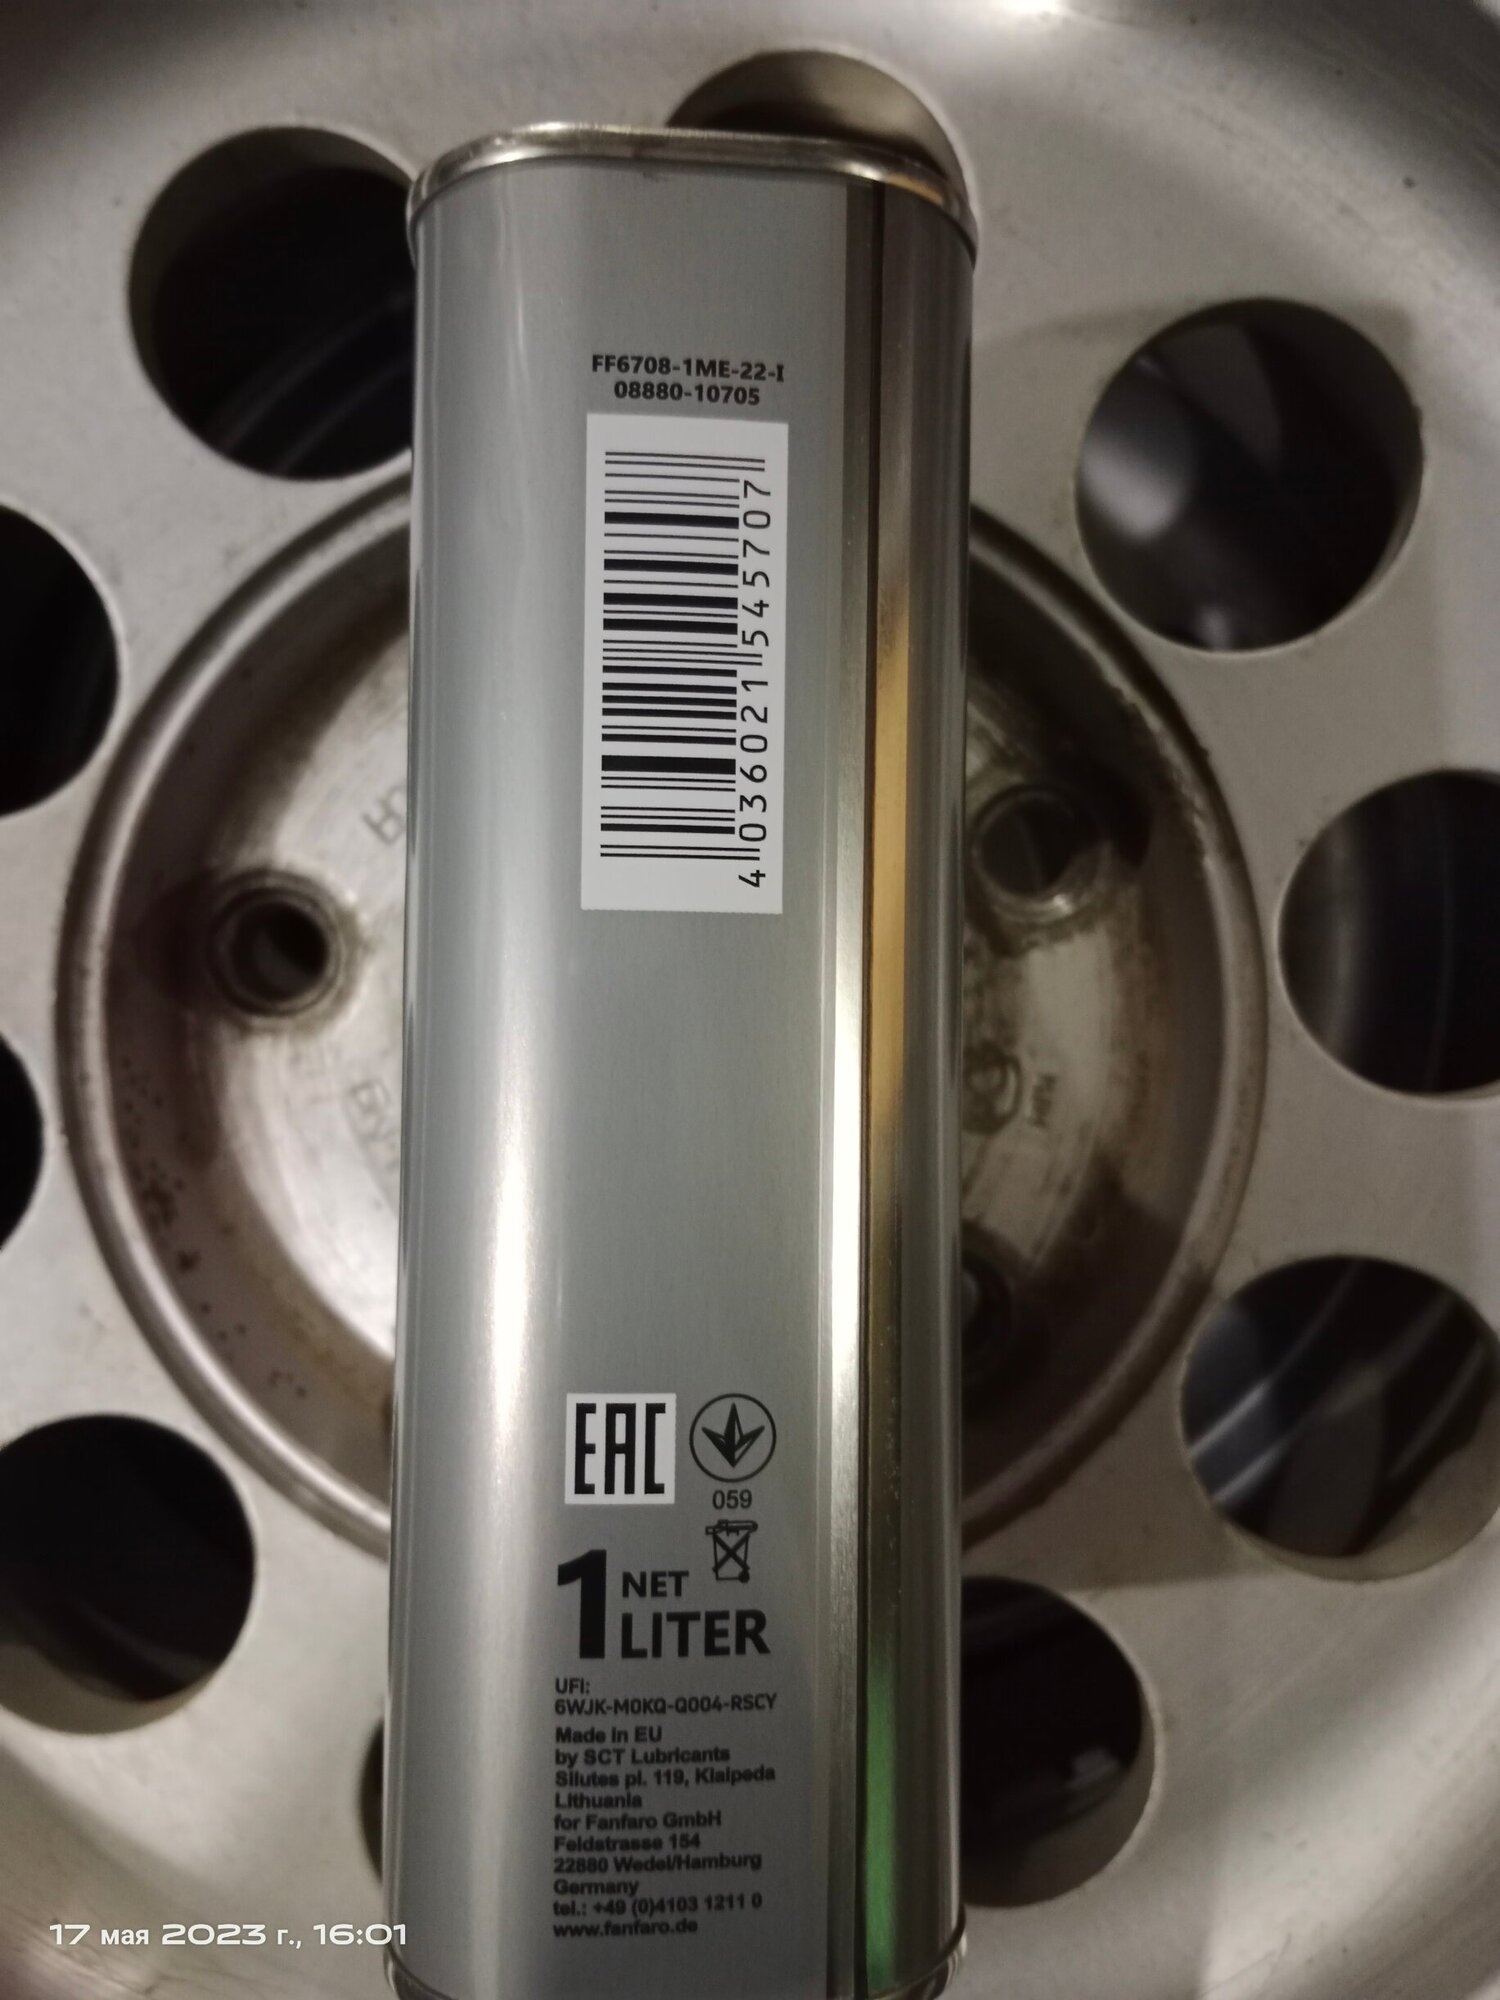 FF6708-1ME-22-I
08880-10705
4 036021 545707
EAC
059
1 NET
LITER
UFI:
6WJK-M0KQ-Q004-RSCY
Made in EU
by SCT Lubricants
Silutes pl. 119, Klaipeda
Lithuania
for Fanfaro GmbH
Feldstrasse 154
22880 Wedel/Hamburg
Germany
tel.: +49 (0)4103 1211 0
www.fanfaro.de
17 мая 2023 г., 16:01